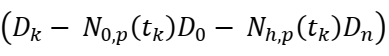 (D_k − N_{0,p}(t_k)D_0 − N_{h,p}(t_k)D_n)